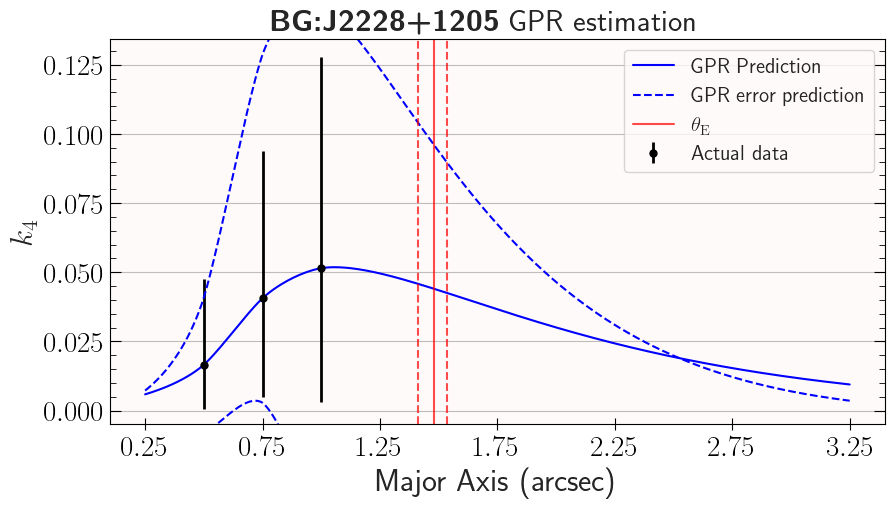 BG:J2228+1205 GPR estimation
0.125
0.100
0.075
0.050
0.025
0.000
k4
0.25 0.75 1.25 1.75 2.25 2.75 3.25
Major Axis (arcsec)
GPR Prediction
GPR error prediction
θE
Actual data